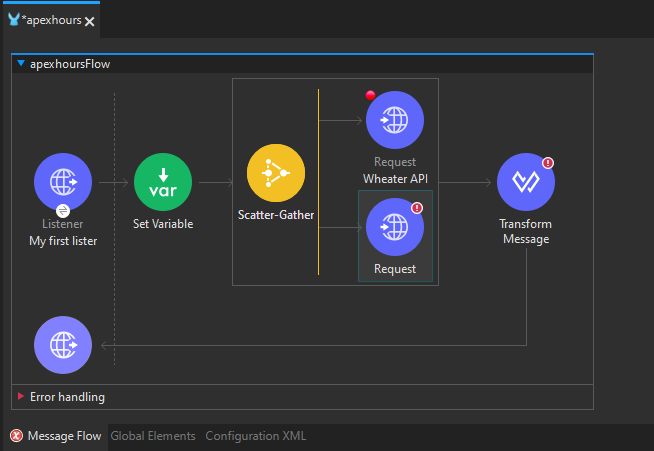 *apexhours
apexhoursFlow
Listener
My first lister
var
Set Variable
Scatter-Gather
Request
Wheater API
Request
Transform
Message
Error handling
Message Flow
Global Elements
Configuration XML